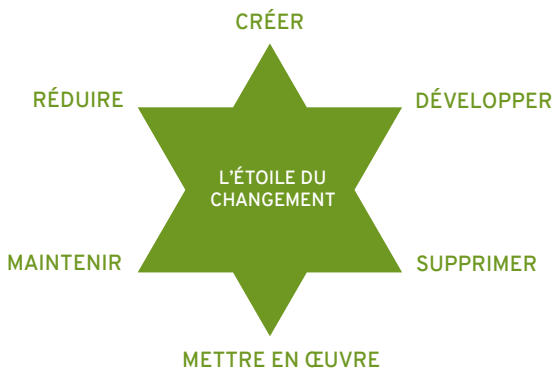 CRÉER
RÉDUIRE
DÉVELOPPER
L'ÉTOILE DU
CHANGEMENT
MAINTENIR
SUPPRIMER
METTRE EN ŒUVRE